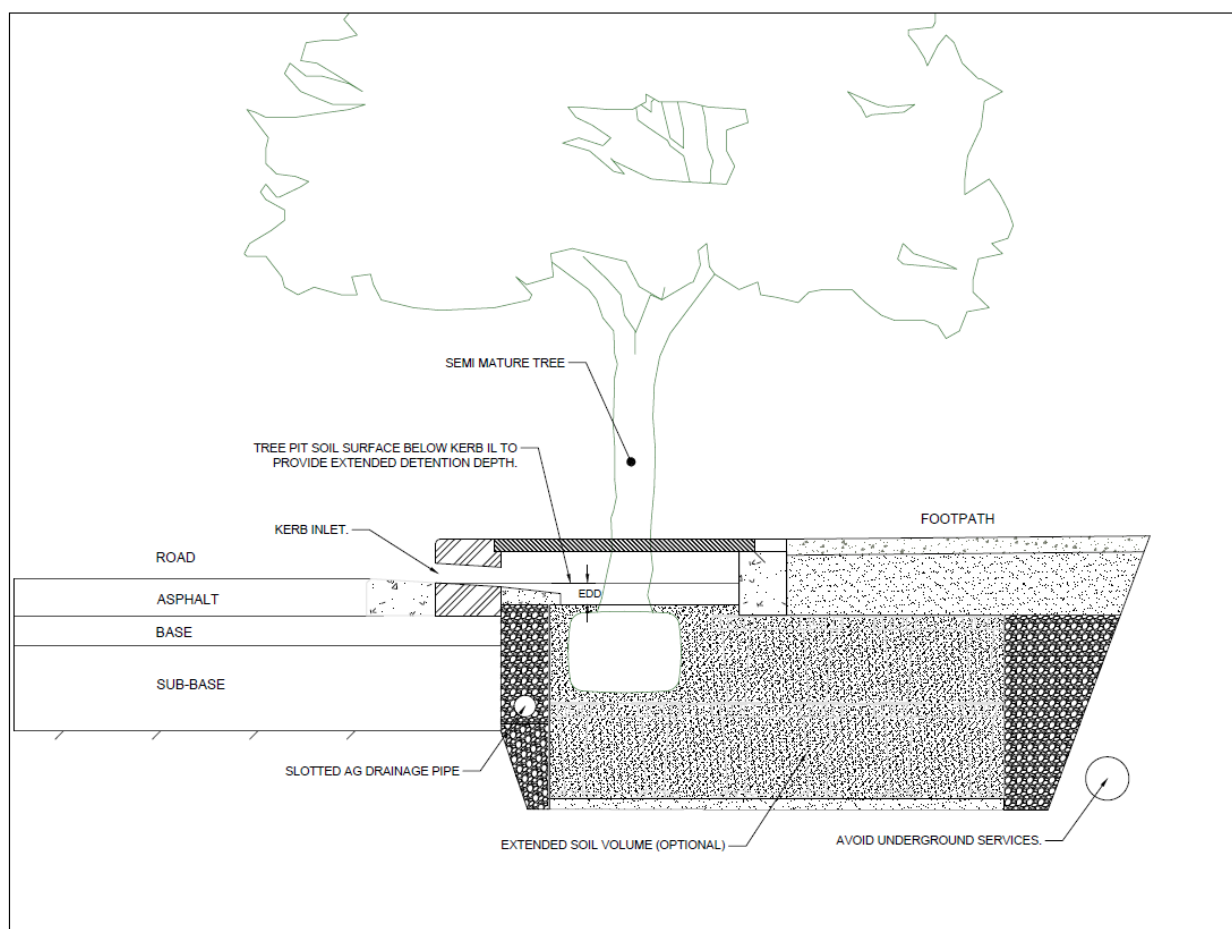 SEMI MATURE TREE
TREE PIT SOIL SURFACE BELOW KERB IL TO
PROVIDE EXTENDED DETENTION DEPTH.
KERB INLET.
FOOTPATH
ROAD
EDD
ASPHALT
BASE
SUB-BASE
SLOTTED AG DRAINAGE PIPE
EXTENDED SOIL VOLUME (OPTIONAL)
AVOID UNDERGROUND SERVICES.